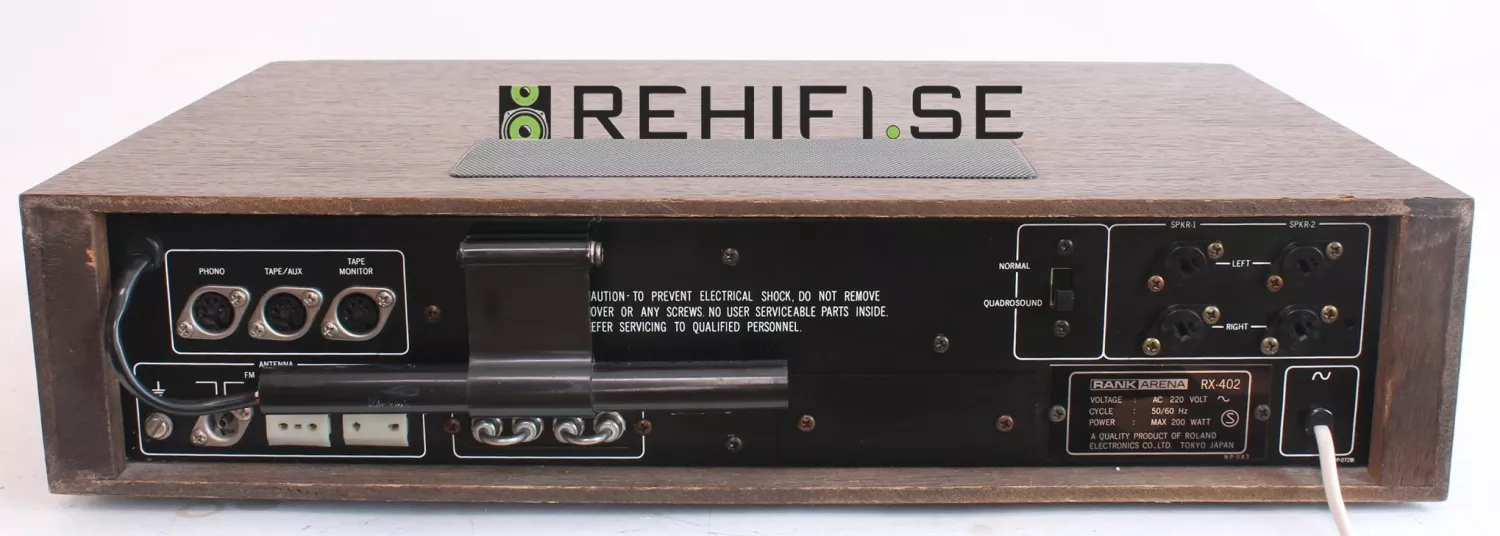 REHIFI.SE
SPKR-1 SPKR-2
PHONO TAPE/AUX TAPE
MONITOR
LEFT
NORMAL
QUADROSOUND
AUTION- TO PREVENT ELECTRICAL SHOCK, DO NOT REMOVE
OVER OR ANY SCREWS. NO USER SERVICEABLE PARTS INSIDE.
EFER SERVICING TO QUALIFIED PERSONNEL.
RIGHT
ANTENNA
FM
RANK ARENA RX-402
VOLTAGE : AC 220 VOLT
CYCLE : 50/60 Hz
POWER : MAX 200 WATT S
A QUALITY PRODUCT OF ROLAND
ELECTRONICS CO., LTD. TOKYO JAPAN